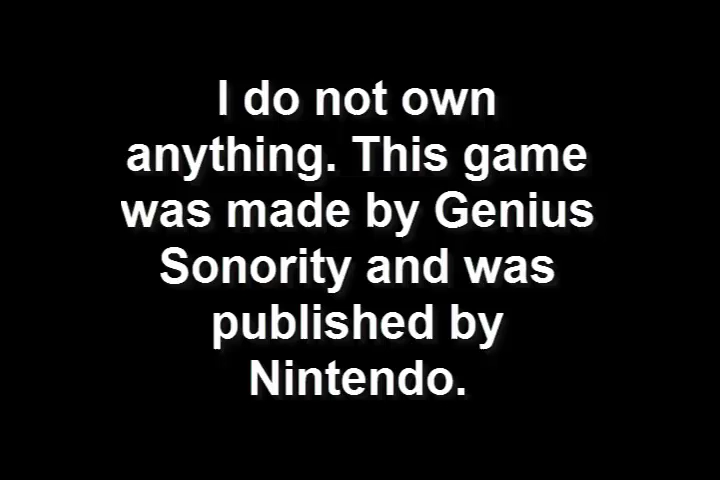 I do not own
anything. This game
was made by Genius
Sonority and was
published by
Nintendo.